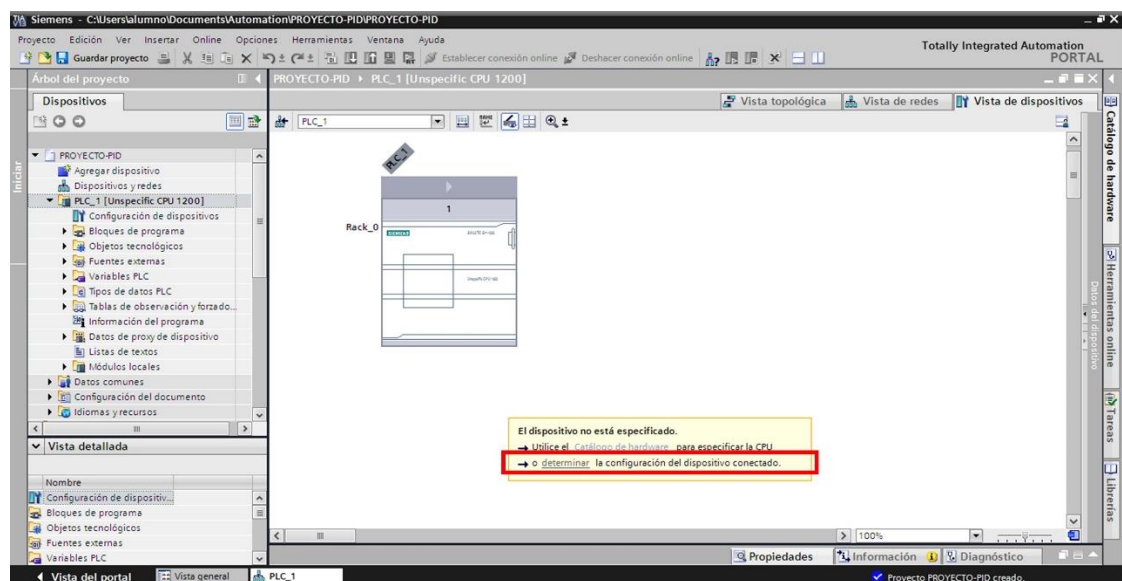 Siemens - C:\Users\alumno\Documents\Automation\PROYECTO-PID\PROYECTO-PID
Proyecto Edición Ver Insertar Online Opciones Herramientas Ventana Ayuda
Totally Integrated Automation
PORTAL
Guardar proyecto
Establecer conexión online
Deshacer conexión online
Árbol del proyecto
PROYECTO-PID PLC_1 [Unspecific CPU 1200]
Dispositivos
Vista topológica
Vista de redes
Vista de dispositivos
PLC_1
PROYECTO-PID
Agregar dispositivo
Dispositivos y redes
PLC_1 [Unspecific CPU 1200]
Configuración de dispositivos
Bloques de programa
Objetos tecnológicos
Fuentes externas
Variables PLC
Tipos de datos PLC
Tablas de observación y forzado...
Información del programa
Datos de proxy de dispositivo
Listas de textos
Módulos locales
Datos comunes
Configuración del documento
Idiomas y recursos
PLC_1
1
Rack_0
SIEMENS
El dispositivo no está especificado.
Utilice el Catálogo de hardware para especificar la CPU
o determinar la configuración del dispositivo conectado.
Vista detallada
Nombre
Configuración de dispositiv...
Bloques de programa
Objetos tecnológicos
Fuentes externas
Variables PLC
100%
Propiedades
Información
Diagnóstico
Iniciar
Datos del dispositivo
Catálogo de hardware
Herramientas online
Tareas
Librerías
Vista del portal
Vista general
PLC_1
Proyecto PROYECTO-PID creado.